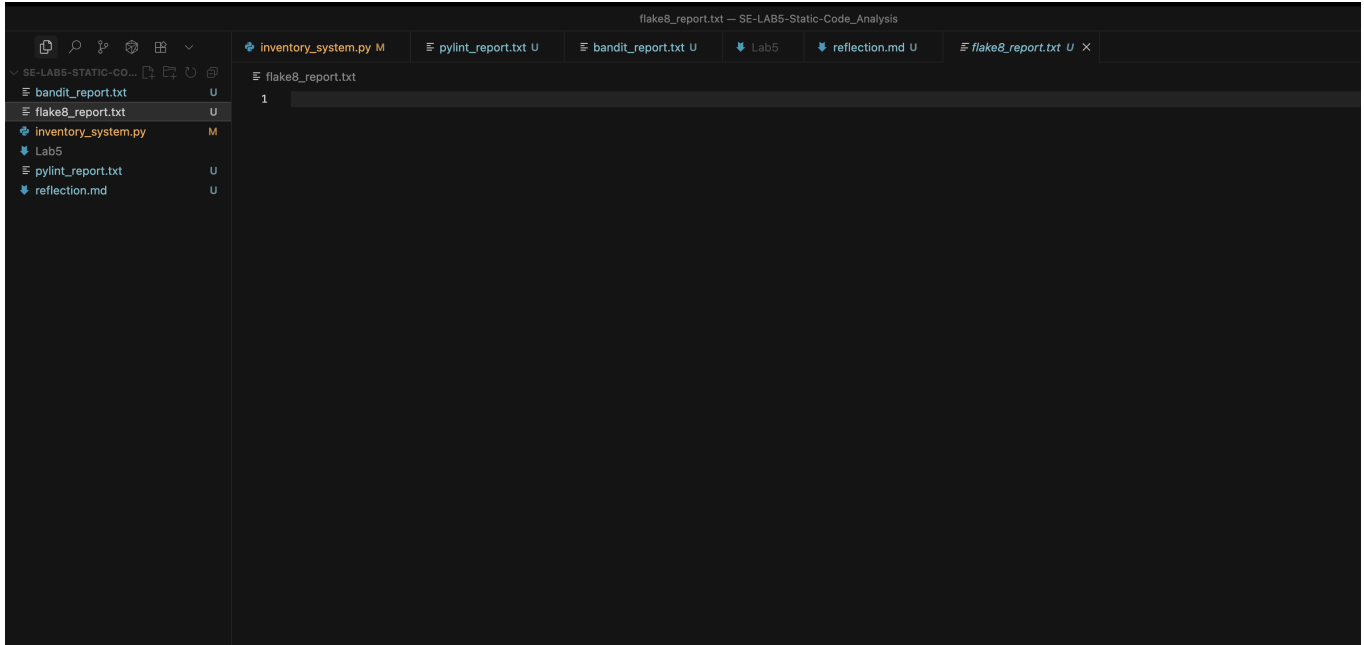 flake8_report.txt — SE-LAB5-Static-Code_Analysis
inventory_system.py M
pylint_report.txt U
bandit_report.txt U
Lab5
reflection.md U
flake8_report.txt U
SE-LAB5-STATIC-CO...
bandit_report.txt U
flake8_report.txt U
inventory_system.py M
Lab5
pylint_report.txt U
reflection.md U
flake8_report.txt
1